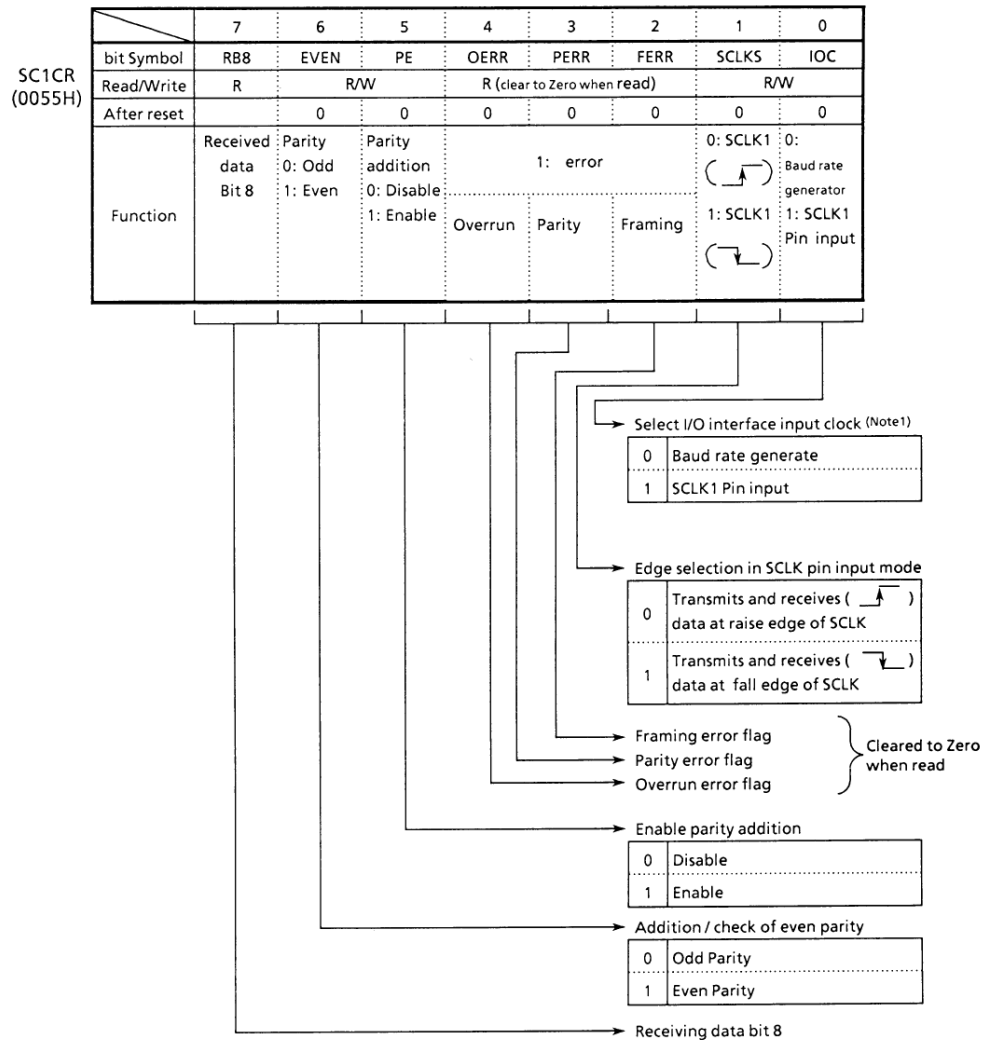 7 6 5 4 3 2 1 0
bit Symbol RB8 EVEN PE OERR PERR FERR SCLKS IOC
SC1CR
(0055H)
Read/Write R R/W R (clear to Zero when read) R/W
After reset 0 0 0 0 0 0 0
Function
Received
data
Bit 8
Parity
0: Odd
1: Even
Parity
addition
0: Disable
1: Enable
1: error
Overrun Parity Framing
0: SCLK1
1: SCLK1
0:
Baud rate
generator
1: SCLK1
Pin input
Select I/O interface input clock (Note1)
0 Baud rate generate
1 SCLK1 Pin input
Edge selection in SCLK pin input mode
0 Transmits and receives ( )
data at raise edge of SCLK
1 Transmits and receives ( )
data at fall edge of SCLK
Framing error flag
Parity error flag
Overrun error flag
Cleared to Zero
when read
Enable parity addition
0 Disable
1 Enable
Addition / check of even parity
0 Odd Parity
1 Even Parity
Receiving data bit 8